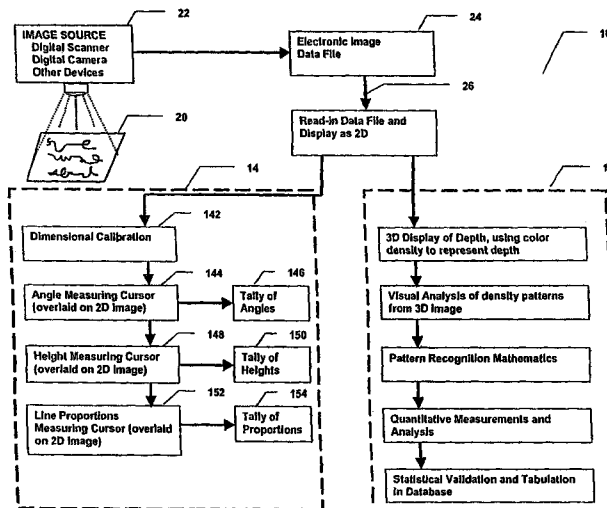 22
24
IMAGE SOURCE
Digital Scanner
Digital Camera
Other Devices
Electronic Image
Data File
26
20
Read-in Data File and
Display as 2D
14
142
Dimensional Calibration
144
Angle Measuring Cursor
(overlaid on 2D Image)
146
Tally of
Angles
148
Height Measuring Cursor
(overlaid on 2D Image)
150
Tally of
Heights
152
Line Proportions
Measuring Cursor (overlaid
on 2D Image)
154
Tally of
Proportions
3D Display of Depth, using color
density to represent depth
Visual Analysis of density patterns
from 3D Image
Pattern Recognition Mathematics
Quantitative Measurements and
Analysis
Statistical Validation and Tabulation
in Database